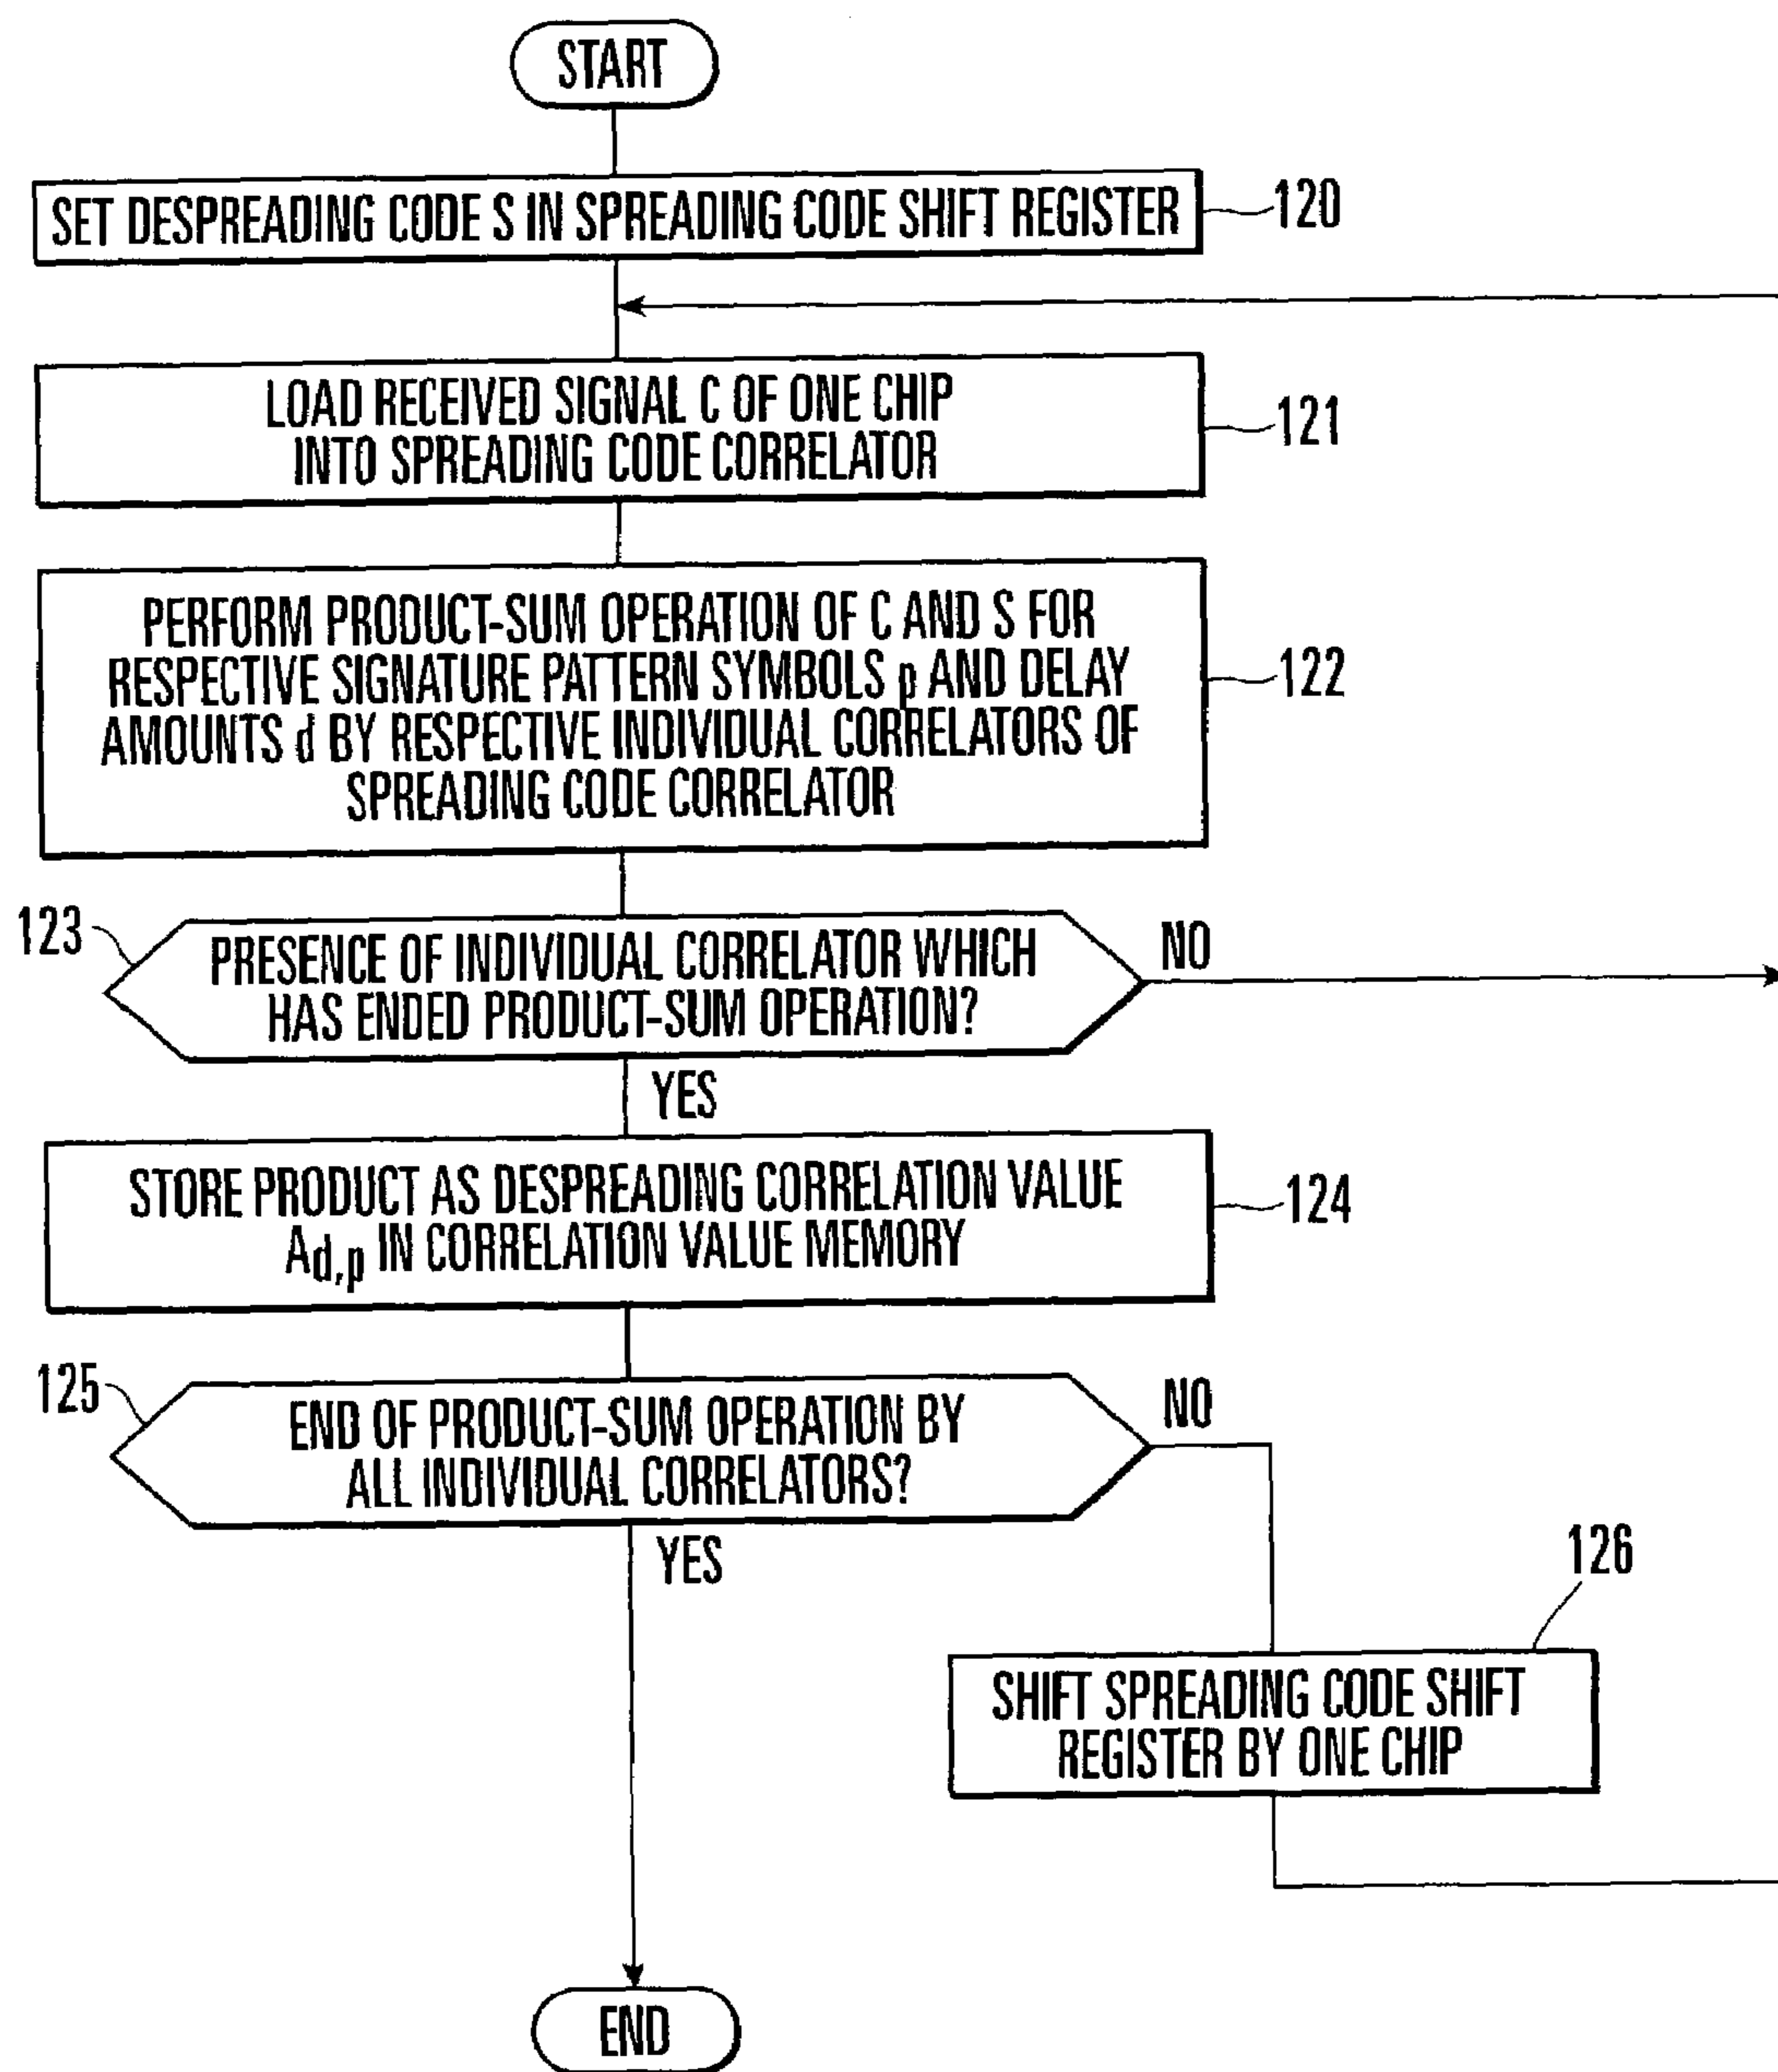 START
SET DESPREADING CODE S IN SPREADING CODE SHIFT REGISTER
120
LOAD RECEIVED SIGNAL C OF ONE CHIP
INTO SPREADING CODE CORRELATOR
121
PERFORM PRODUCT-SUM OPERATION OF C AND S FOR
RESPECTIVE SIGNATURE PATTERN SYMBOLS p AND DELAY
AMOUNTS d BY RESPECTIVE INDIVIDUAL CORRELATORS OF
SPREADING CODE CORRELATOR
122
123
PRESENCE OF INDIVIDUAL CORRELATOR WHICH
HAS ENDED PRODUCT-SUM OPERATION?
NO
YES
STORE PRODUCT AS DESPREADING CORRELATION VALUE
Ad,p IN CORRELATION VALUE MEMORY
124
125
END OF PRODUCT-SUM OPERATION BY
ALL INDIVIDUAL CORRELATORS?
NO
YES
126
SHIFT SPREADING CODE SHIFT
REGISTER BY ONE CHIP
END